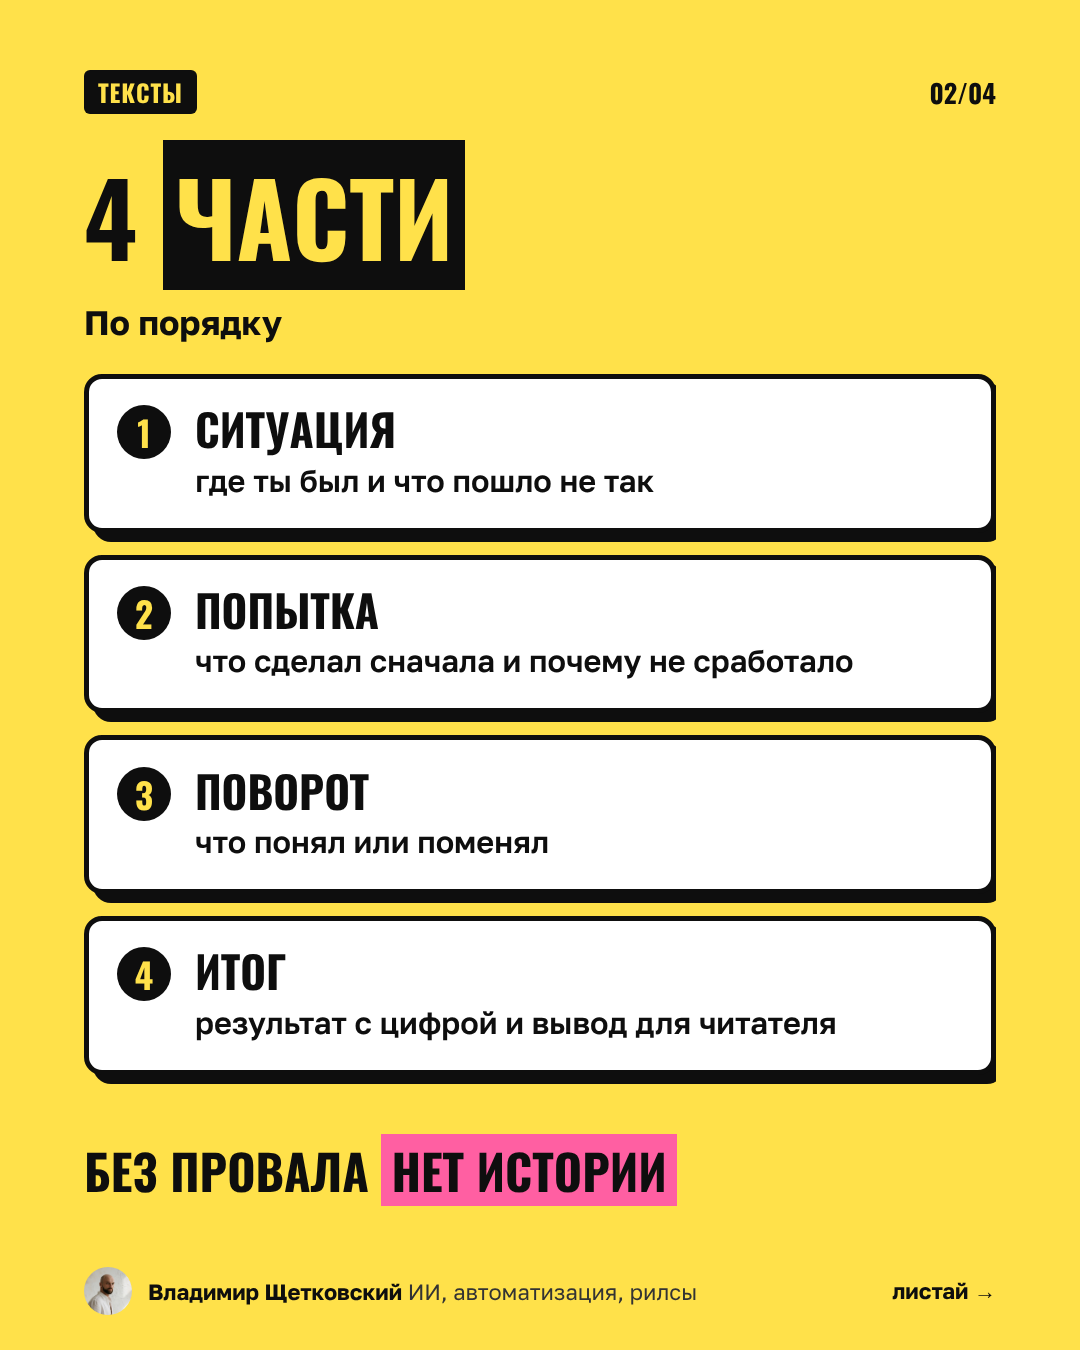 ТЕКСТЫ
02/04
4 ЧАСТИ
По порядку
1 СИТУАЦИЯ
где ты был и что пошло не так
2 ПОПЫТКА
что сделал сначала и почему не сработало
3 ПОВОРОТ
что понял или поменял
4 ИТОГ
результат с цифрой и вывод для читателя
БЕЗ ПРОВАЛА НЕТ ИСТОРИИ
Владимир Щетковский ИИ, автоматизация, рилсы
листай →